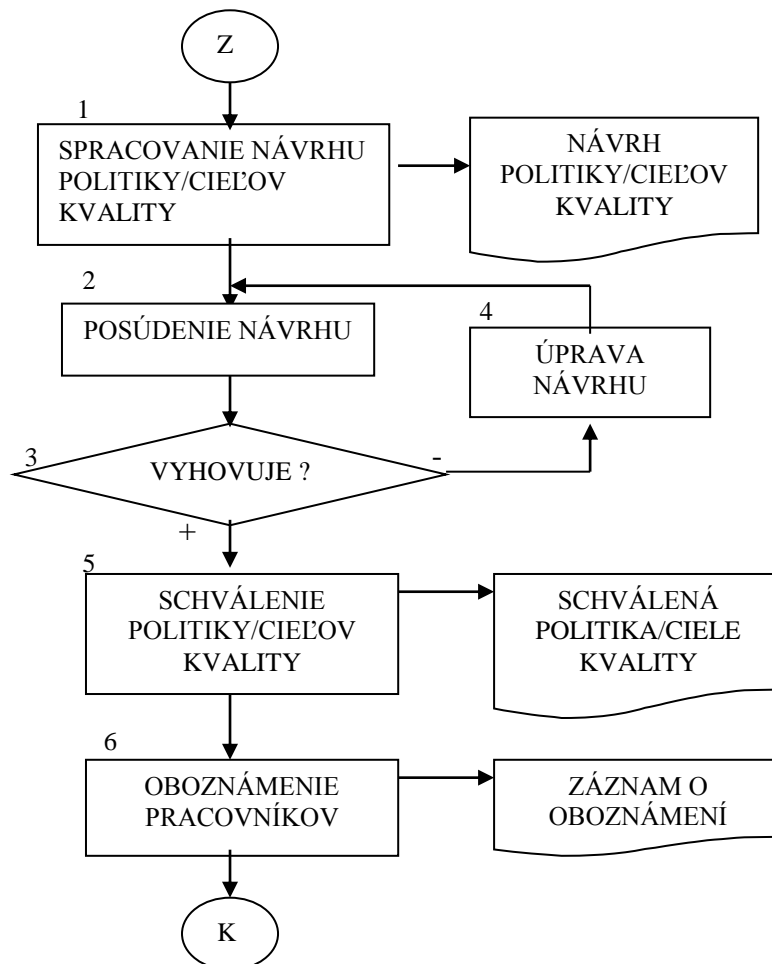 Z
1
SPRACOVANIE NÁVRHU
POLITIKY/CIEĽOV
KVALITY
NÁVRH
POLITIKY/CIEĽOV
KVALITY
2
POSÚDENIE NÁVRHU
4
ÚPRAVA
NÁVRHU
3
VYHOVUJE ?
-
+
5
SCHVÁLENIE
POLITIKY/CIEĽOV
KVALITY
SCHVÁLENÁ
POLITIKA/CIELE
KVALITY
6
OBOZNÁMENIE
PRACOVNÍKOV
ZÁZNAM O
OBOZNÁMENÍ
K